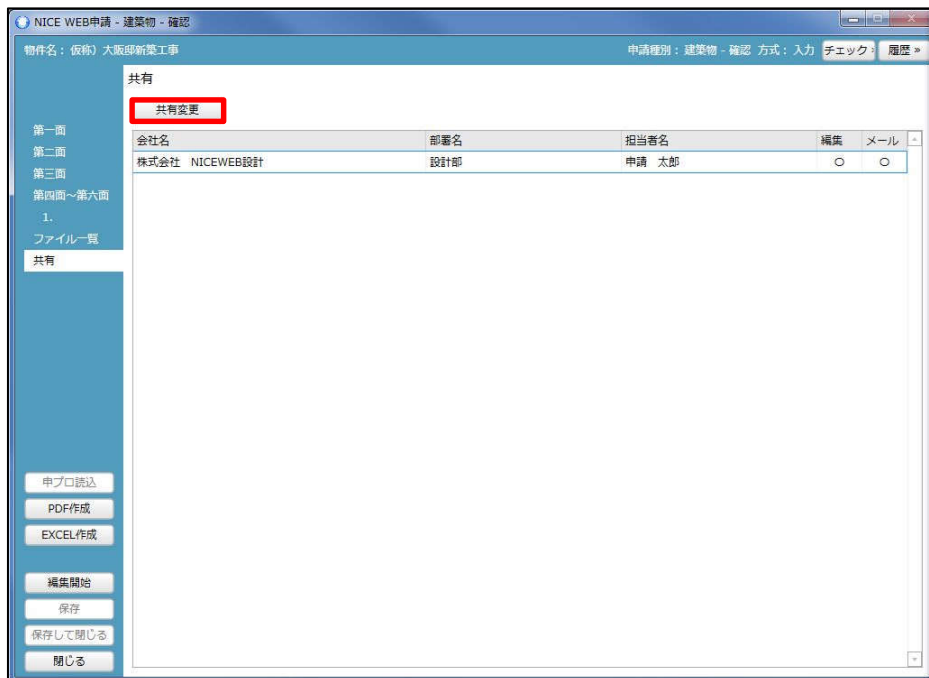 NICE WEB申請 - 建築物 - 確認
物件名： 仮称）大阪邸新築工事
申請種別： 建築物 - 確認 方式： 入力
チェック »
履歴 »
共有
共有変更
第一面
第二面
第三面
第四面～第六面
1.
ファイル一覧
共有
会社名 部署名 担当者名 編集 メール
株式会社 NICEWEB設計 設計部 申請 太郎 ○ ○
申プロ読込
PDF作成
EXCEL作成
編集開始
保存
保存して閉じる
閉じる